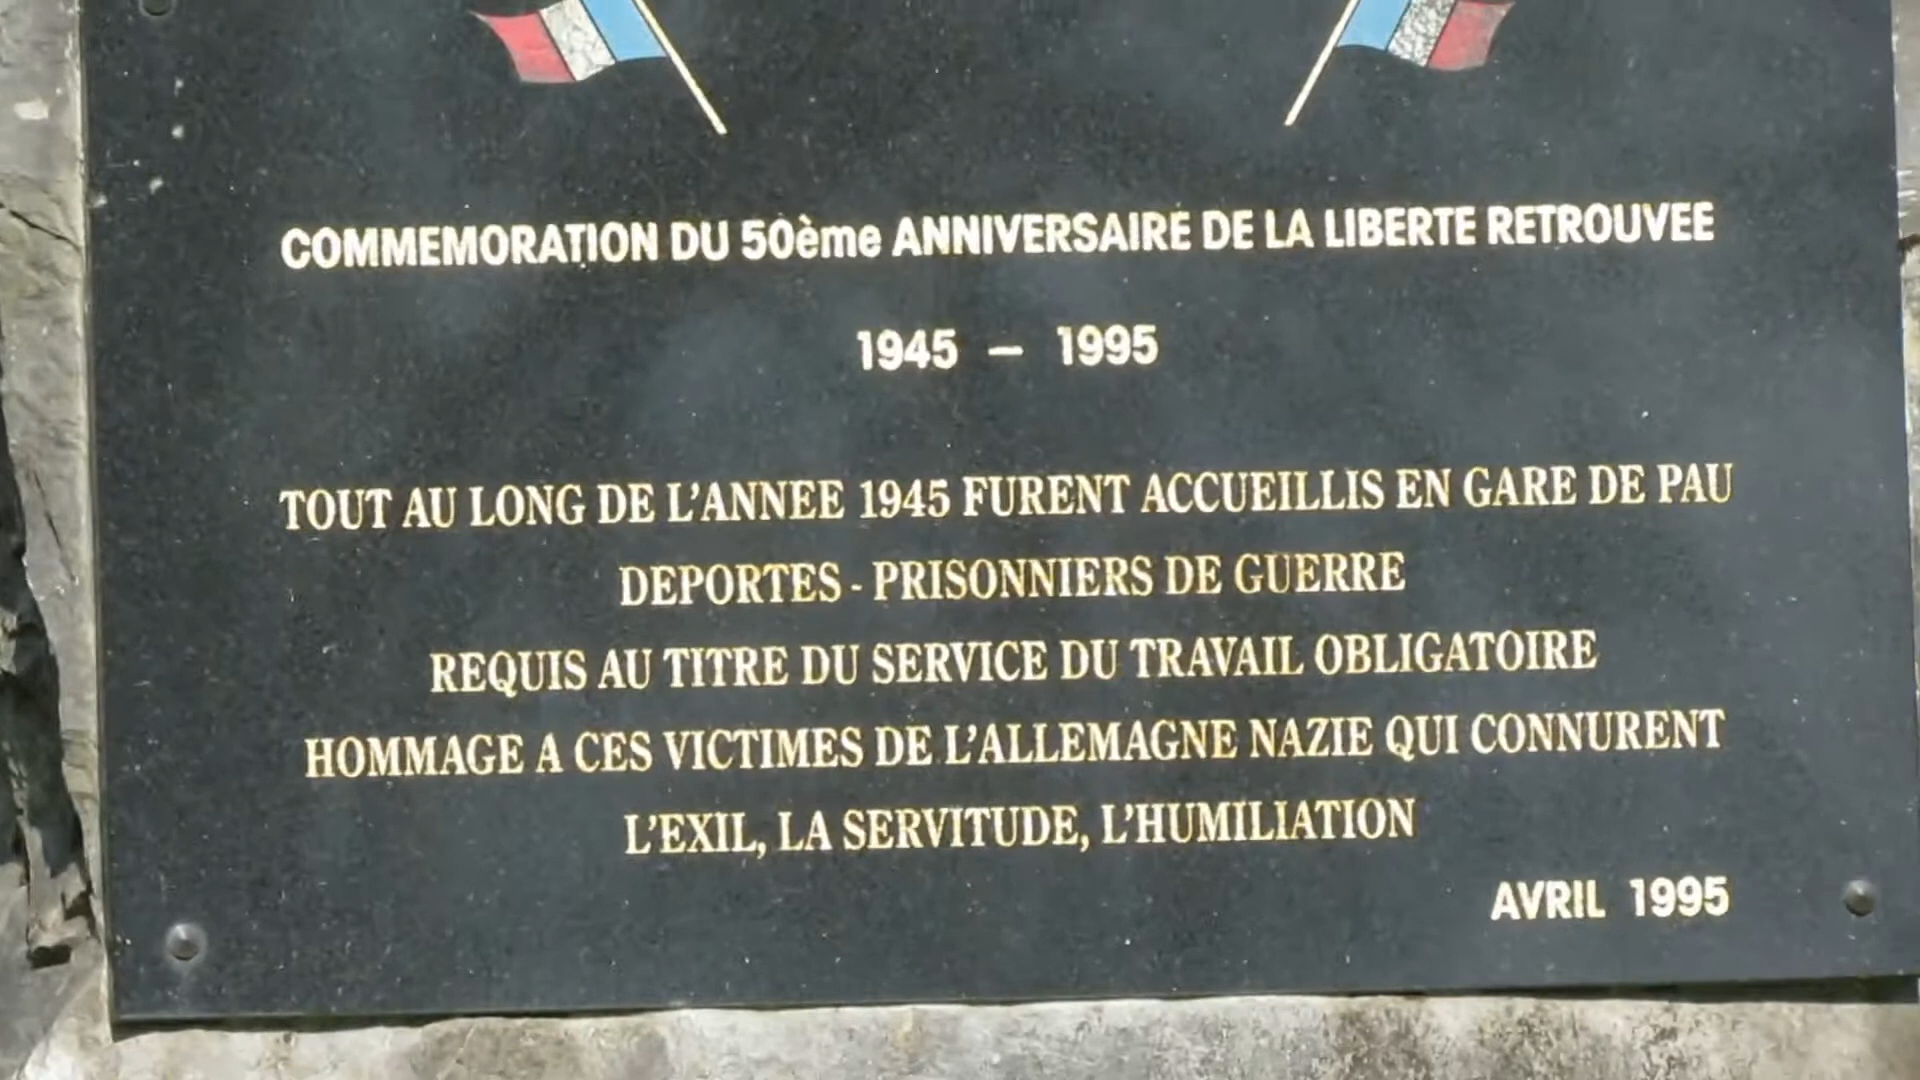 COMMEMORATION DU 50ème ANNIVERSAIRE DE LA LIBERTE RETROUVEE
1945 – 1995
TOUT AU LONG DE L'ANNEE 1945 FURENT ACCUEILLIS EN GARE DE PAU
DEPORTES - PRISONNIERS DE GUERRE
REQUIS AU TITRE DU SERVICE DU TRAVAIL OBLIGATOIRE
HOMMAGE A CES VICTIMES DE L'ALLEMAGNE NAZIE QUI CONNURENT
L'EXIL, LA SERVITUDE, L'HUMILIATION
AVRIL 1995